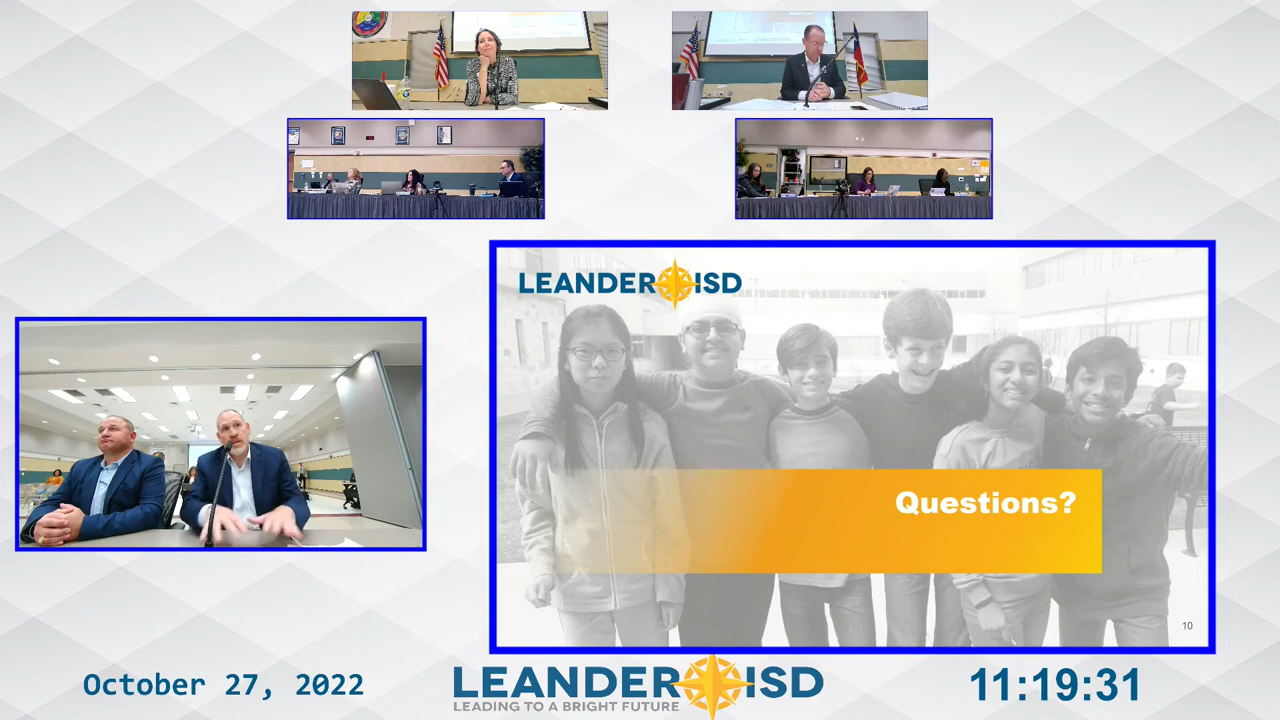 LEANDER ISD
Questions?
10
October 27, 2022
LEANDER ISD
LEADING TO A BRIGHT FUTURE
11:19:31